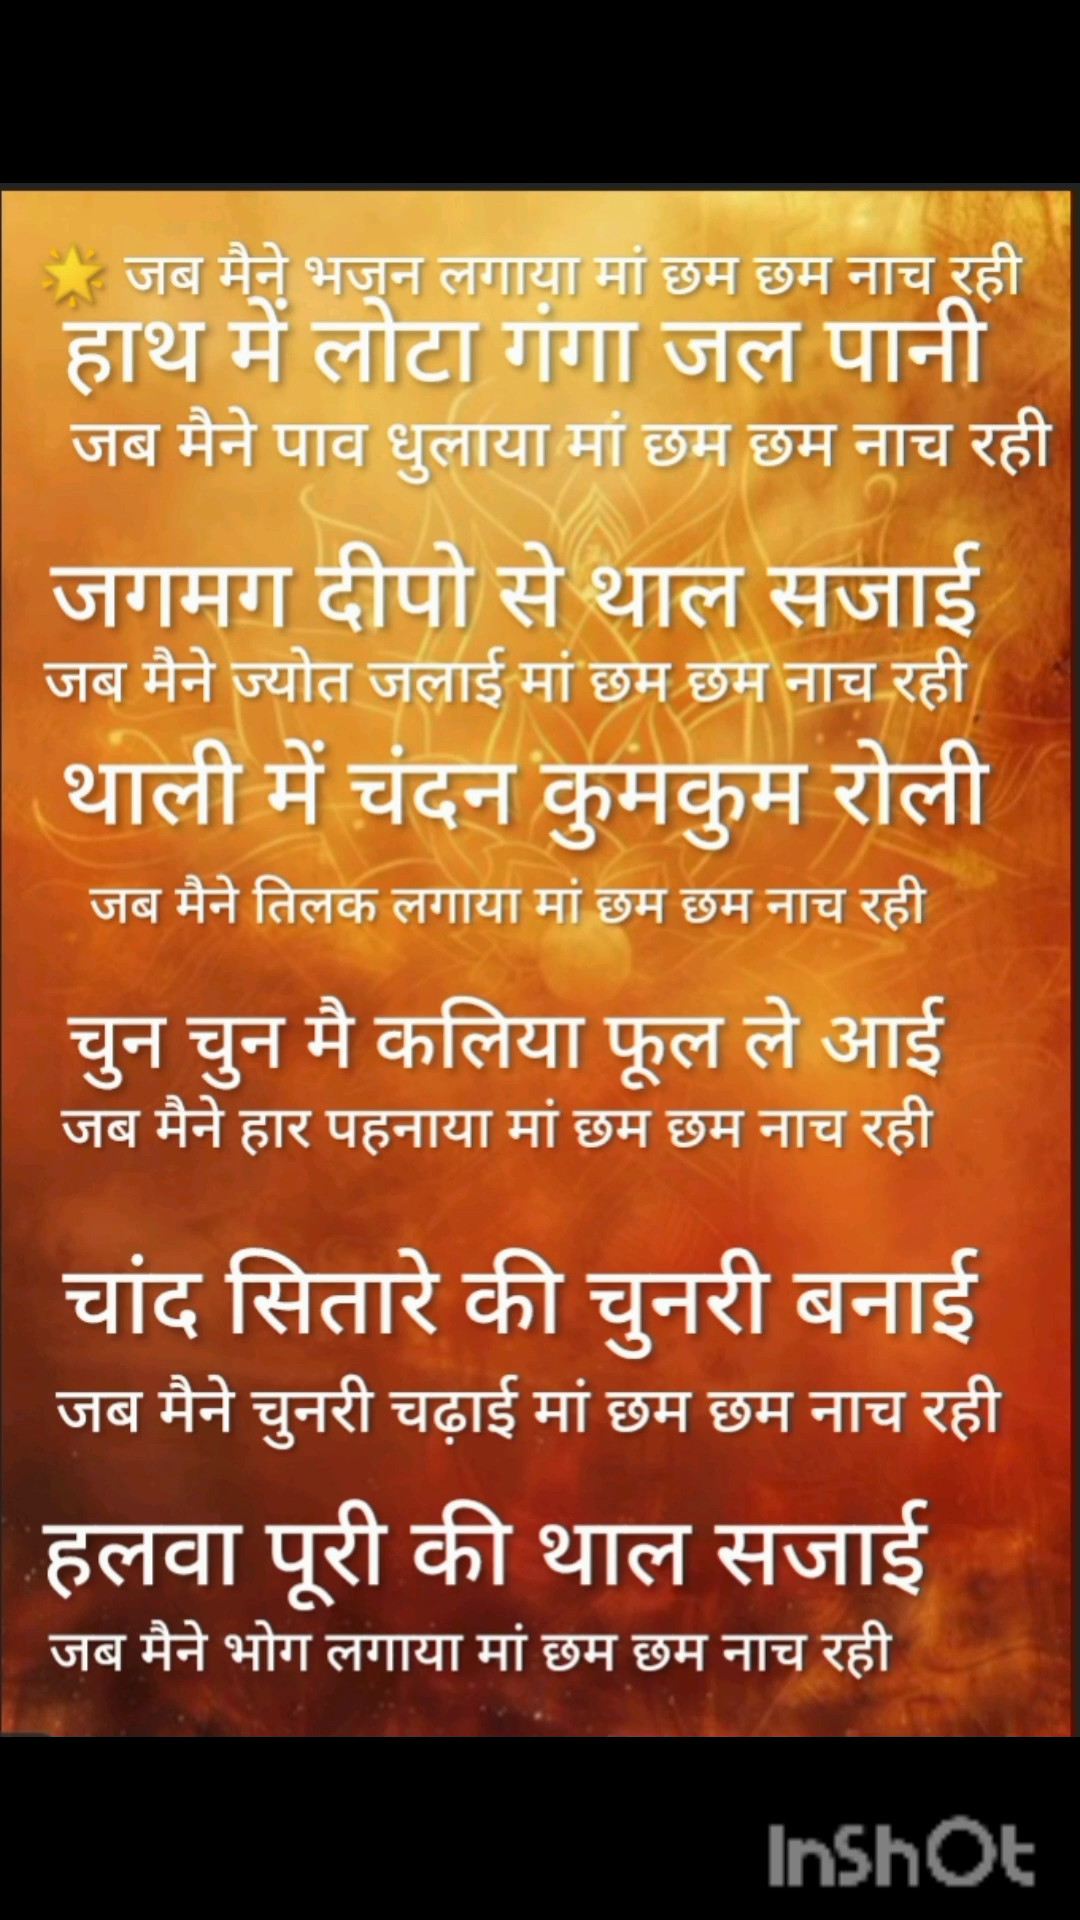 🌟 जब मैने भजन लगाया मां छम छम नाच रही
हाथ में लोटा गंगा जल पानी
जब मैने पाव धुलाया मां छम छम नाच रही
जगमग दीपो से थाल सजाई
जब मैने ज्योत जलाई मां छम छम नाच रही
थाली में चंदन कुमकुम रोली
जब मैने तिलक लगाया मां छम छम नाच रही
चुन चुन मै कलिया फूल ले आई
जब मैने हार पहनाया मां छम छम नाच रही
चांद सितारे की चुनरी बनाई
जब मैने चुनरी चढ़ाई मां छम छम नाच रही
हलवा पूरी की थाल सजाई
जब मैने भोग लगाया मां छम छम नाच रही
InShOt